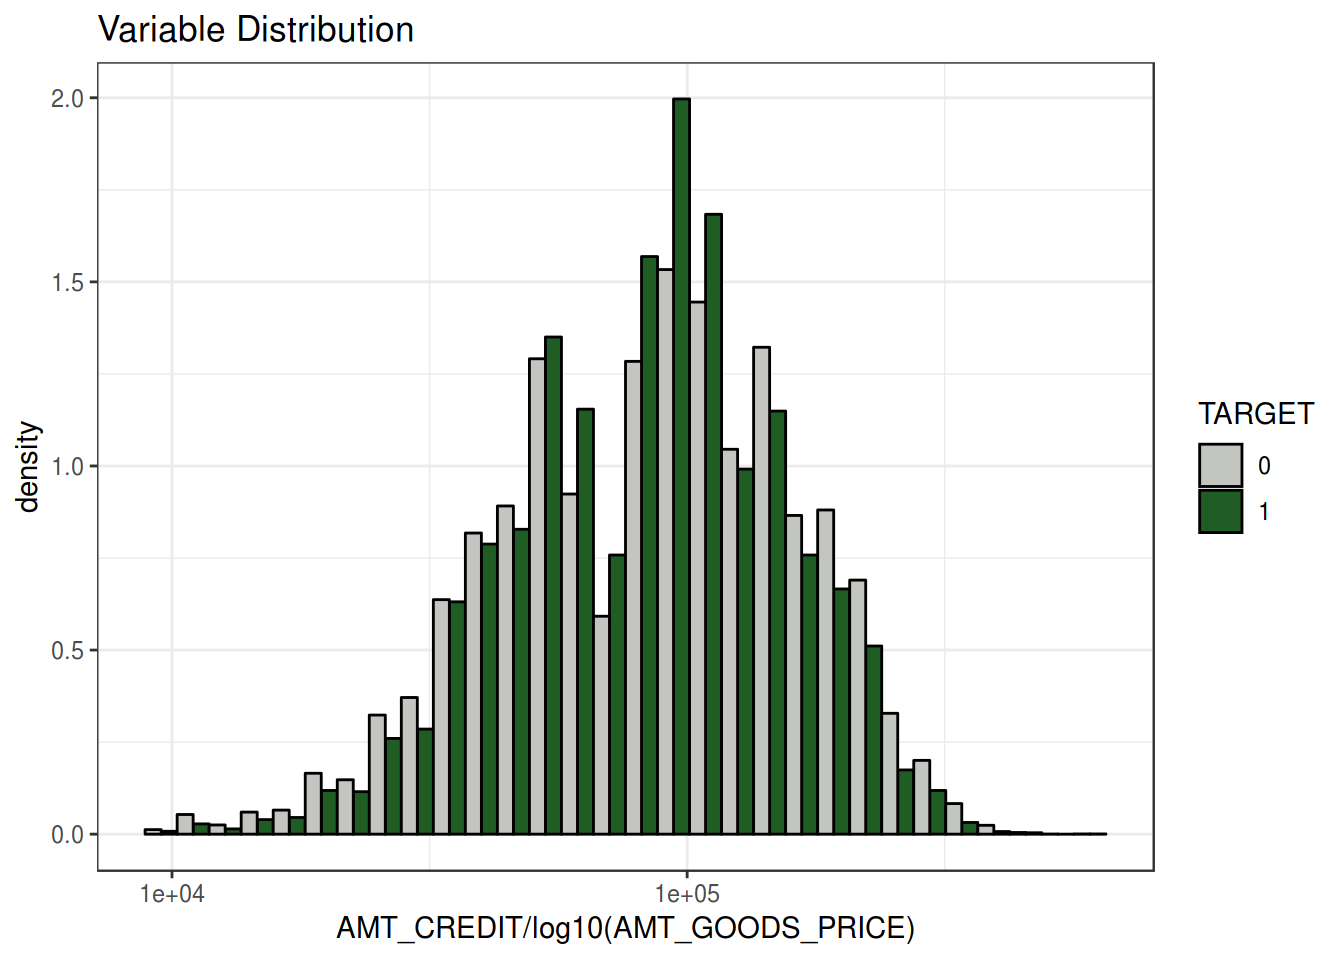 Variable Distribution
2.0
1.5
1.0
0.5
0.0
density
1e+04
1e+05
AMT_CREDIT/log10(AMT_GOODS_PRICE)
TARGET
0
1